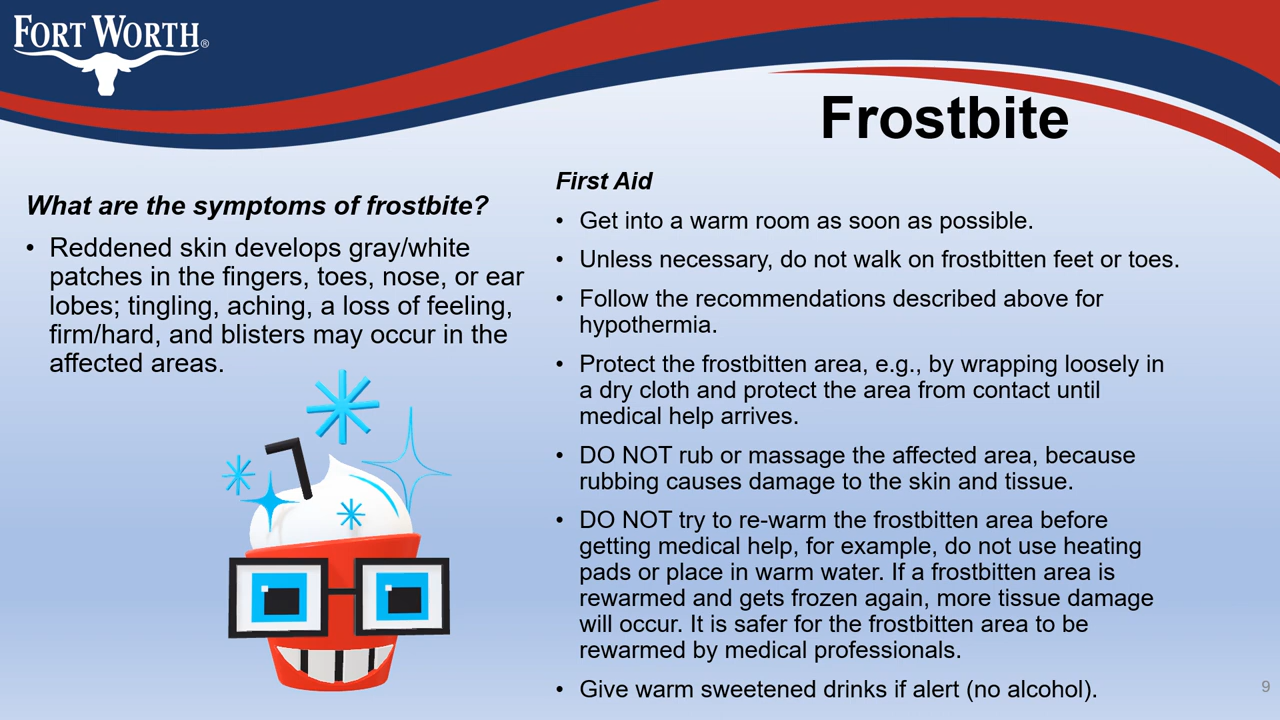 FORT WORTH®
Frostbite
What are the symptoms of frostbite?
• Reddened skin develops gray/white
patches in the fingers, toes, nose, or ear
lobes; tingling, aching, a loss of feeling,
firm/hard, and blisters may occur in the
affected areas.
First Aid
• Get into a warm room as soon as possible.
• Unless necessary, do not walk on frostbitten feet or toes.
• Follow the recommendations described above for
hypothermia.
• Protect the frostbitten area, e.g., by wrapping loosely in
a dry cloth and protect the area from contact until
medical help arrives.
• DO NOT rub or massage the affected area, because
rubbing causes damage to the skin and tissue.
• DO NOT try to re-warm the frostbitten area before
getting medical help, for example, do not use heating
pads or place in warm water. If a frostbitten area is
rewarmed and gets frozen again, more tissue damage
will occur. It is safer for the frostbitten area to be
rewarmed by medical professionals.
• Give warm sweetened drinks if alert (no alcohol).
9